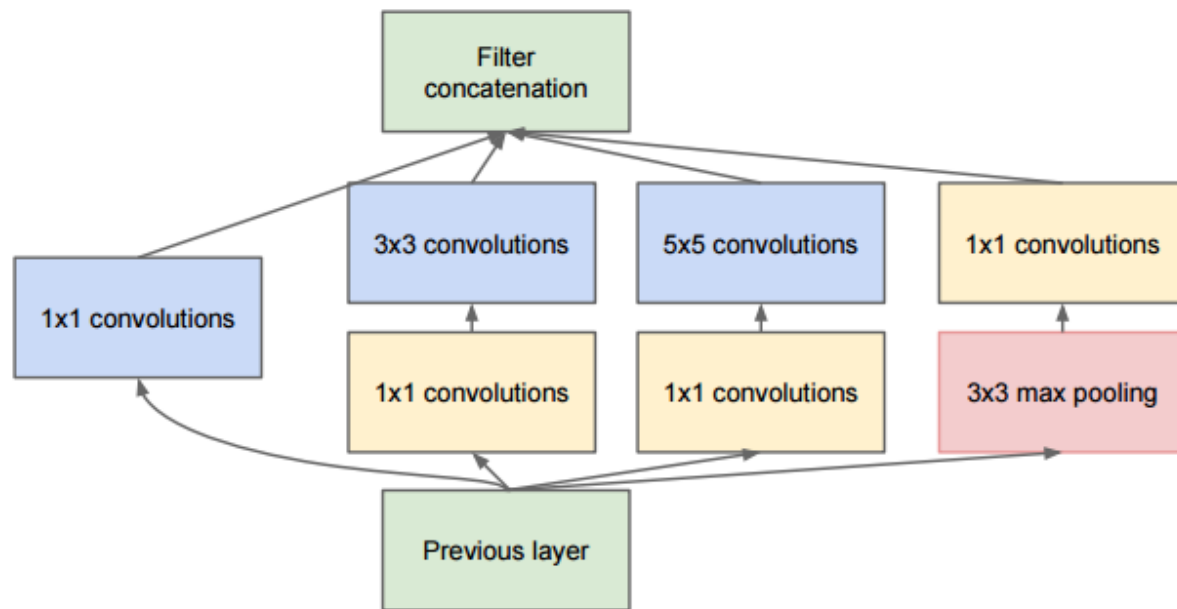 Filter
concatenation
3x3 convolutions
5x5 convolutions
1x1 convolutions
1x1 convolutions
1x1 convolutions
1x1 convolutions
3x3 max pooling
Previous layer